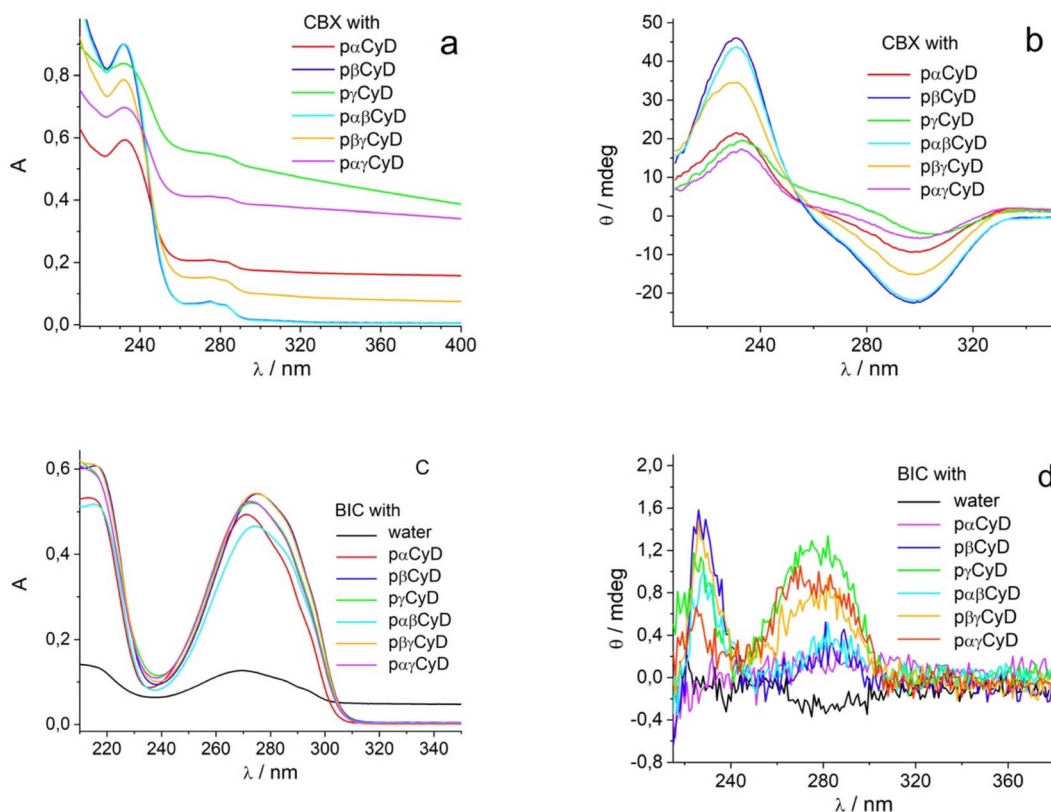 a
CBX with
pαCyD
pβCyD
pγCyD
pαβCyD
pβγCyD
pαγCyD
A
0,8
0,6
0,4
0,2
0,0
240 280 320 360 400
λ / nm
b
CBX with
pαCyD
pβCyD
pγCyD
pαβCyD
pβγCyD
pαγCyD
θ / mdeg
50
40
30
20
10
0
-10
-20
240 280 320
λ / nm
c
BIC with
water
pαCyD
pβCyD
pγCyD
pαβCyD
pβγCyD
pαγCyD
A
0,6
0,4
0,2
0,0
220 240 260 280 300 320 340
λ / nm
d
BIC with
water
pαCyD
pβCyD
pγCyD
pαβCyD
pβγCyD
pαγCyD
θ / mdeg
2,0
1,6
1,2
0,8
0,4
0,0
-0,4
-0,8
240 280 320 360
λ / nm